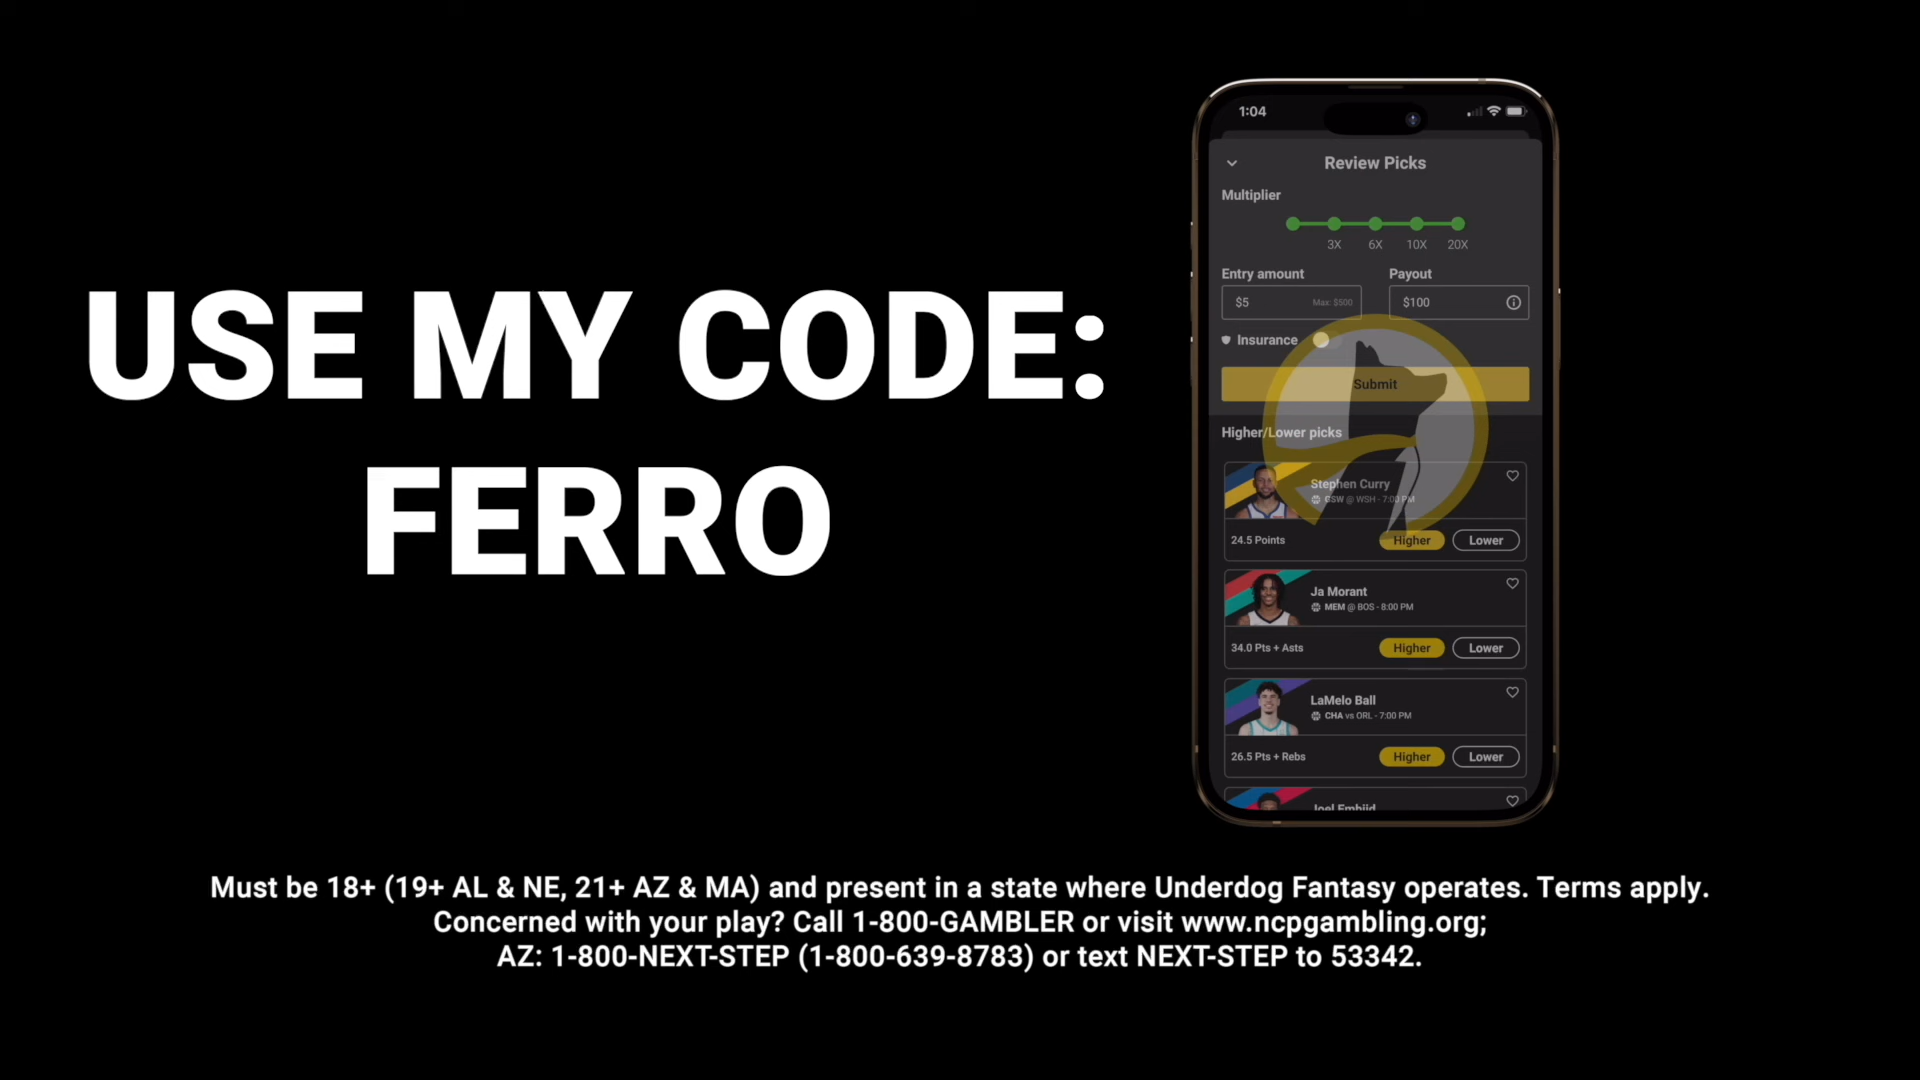 USE MY CODE:
FERRO
1:04
Review Picks
Multiplier
3X 6X 10X 20X
Entry amount Payout
$5 Max: $500 $100
Insurance
Submit
Higher/Lower picks
Stephen Curry
GSW @ WSH - 7:00 PM
24.5 Points Higher Lower
Ja Morant
MEM @ BOS - 8:00 PM
34.0 Pts + Asts Higher Lower
LaMelo Ball
CHA vs ORL - 7:00 PM
26.5 Pts + Rebs Higher Lower
Joel Embiid
Must be 18+ (19+ AL & NE, 21+ AZ & MA) and present in a state where Underdog Fantasy operates. Terms apply.
Concerned with your play? Call 1-800-GAMBLER or visit www.ncpgambling.org;
AZ: 1-800-NEXT-STEP (1-800-639-8783) or text NEXT-STEP to 53342.